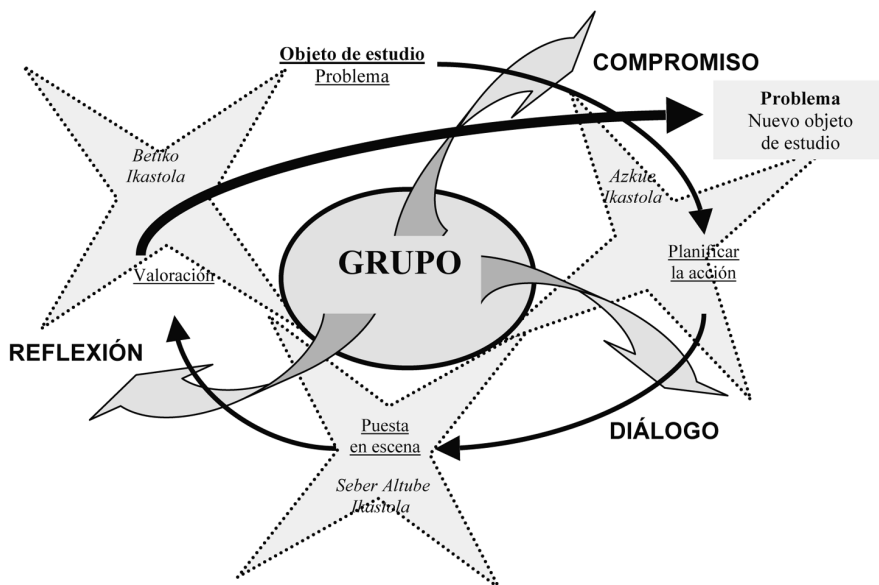 Objeto de estudio
Problema
COMPROMISO
Problema
Nuevo objeto
de estudio
Betiko
Ikastola
Azkue
Ikastola
GRUPO
Planificar
la acción
Valoración
REFLEXIÓN
DIÁLOGO
Puesta
en escena
Seber Altube
Ikastola